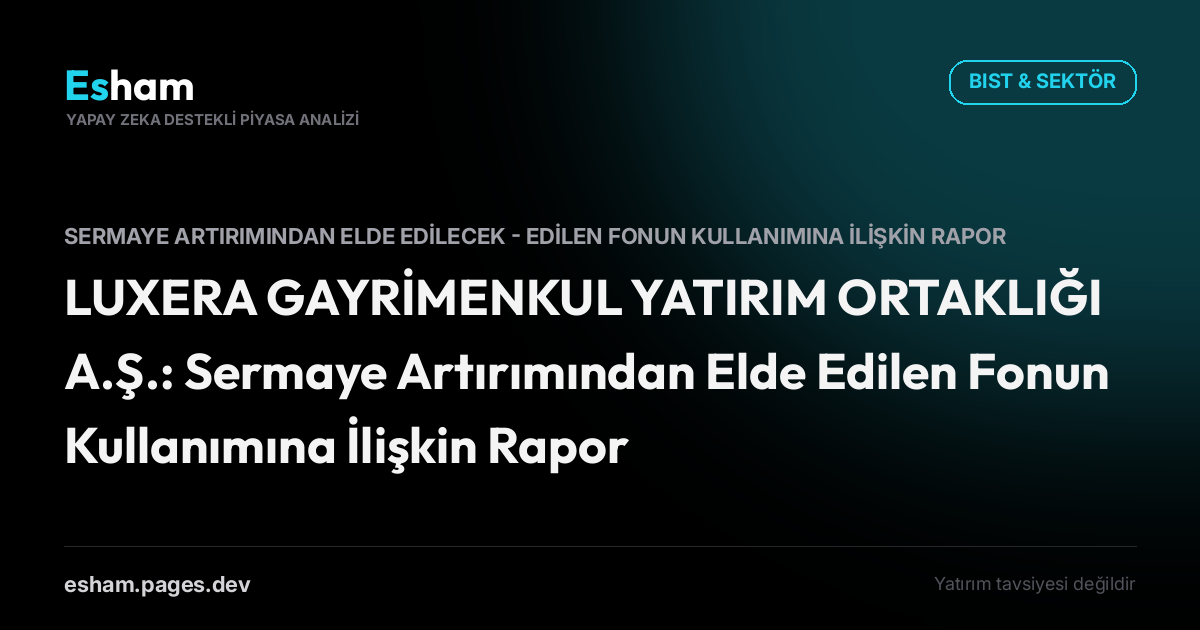 Esham
YAPAY ZEKA DESTEKLİ PİYASA ANALİZİ
BIST & SEKTÖR
SERMAYE ARTIRIMINDAN ELDE EDİLECEK - EDİLEN FONUN KULLANIMINA İLİŞKİN RAPOR
LUXERA GAYRİMENKUL YATIRIM ORTAKLIĞI
A.Ş.: Sermaye Artırımından Elde Edilen Fonun
Kullanımına İlişkin Rapor
esham.pages.dev
Yatırım tavsiyesi değildir